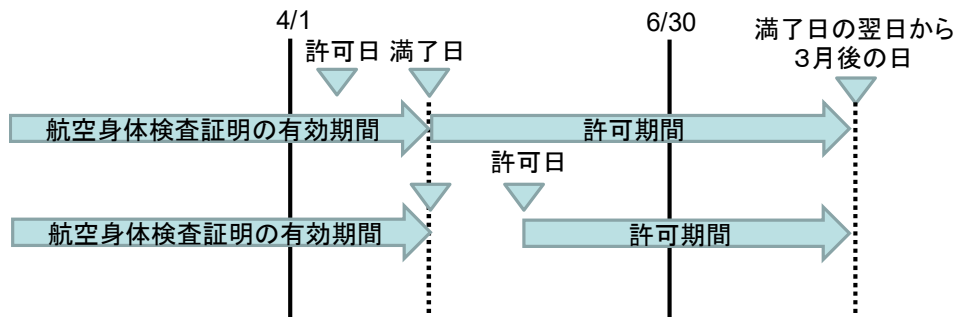 4/1
6/30
満了日の翌日から
３月後の日
許可日
満了日
航空身体検査証明の有効期間
許可期間
許可日
航空身体検査証明の有効期間
許可期間